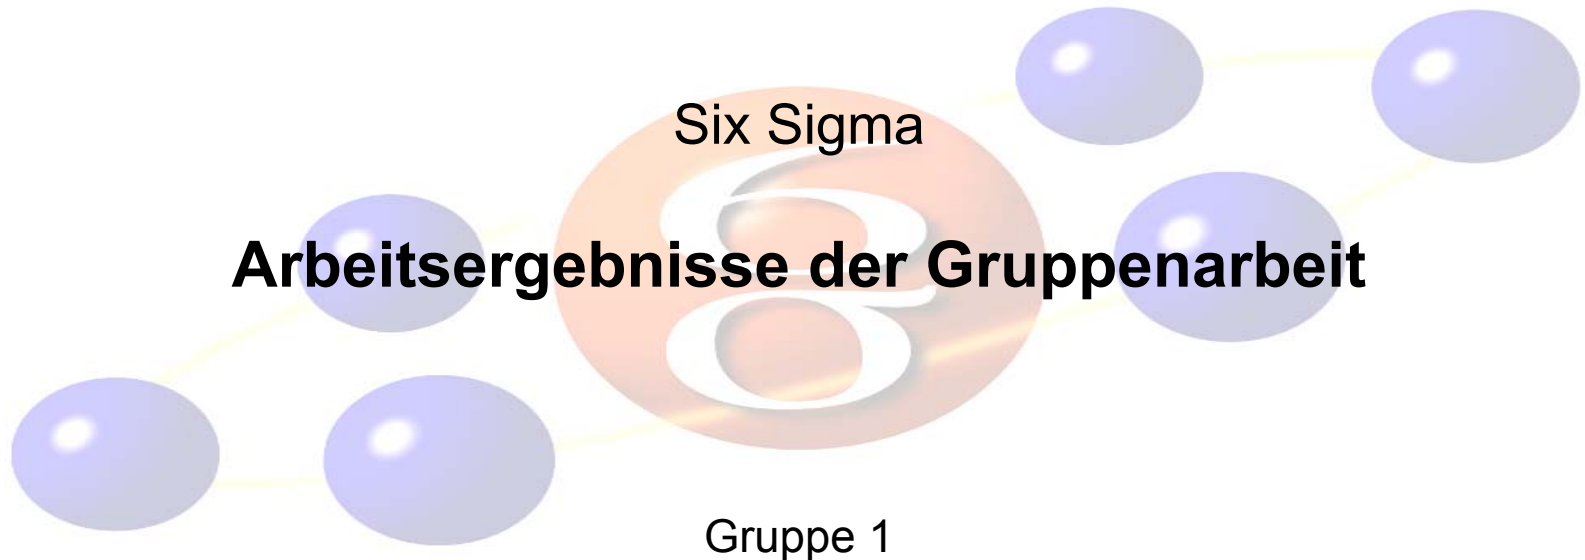 Six Sigma
Arbeitsergebnisse der Gruppenarbeit
Gruppe 1